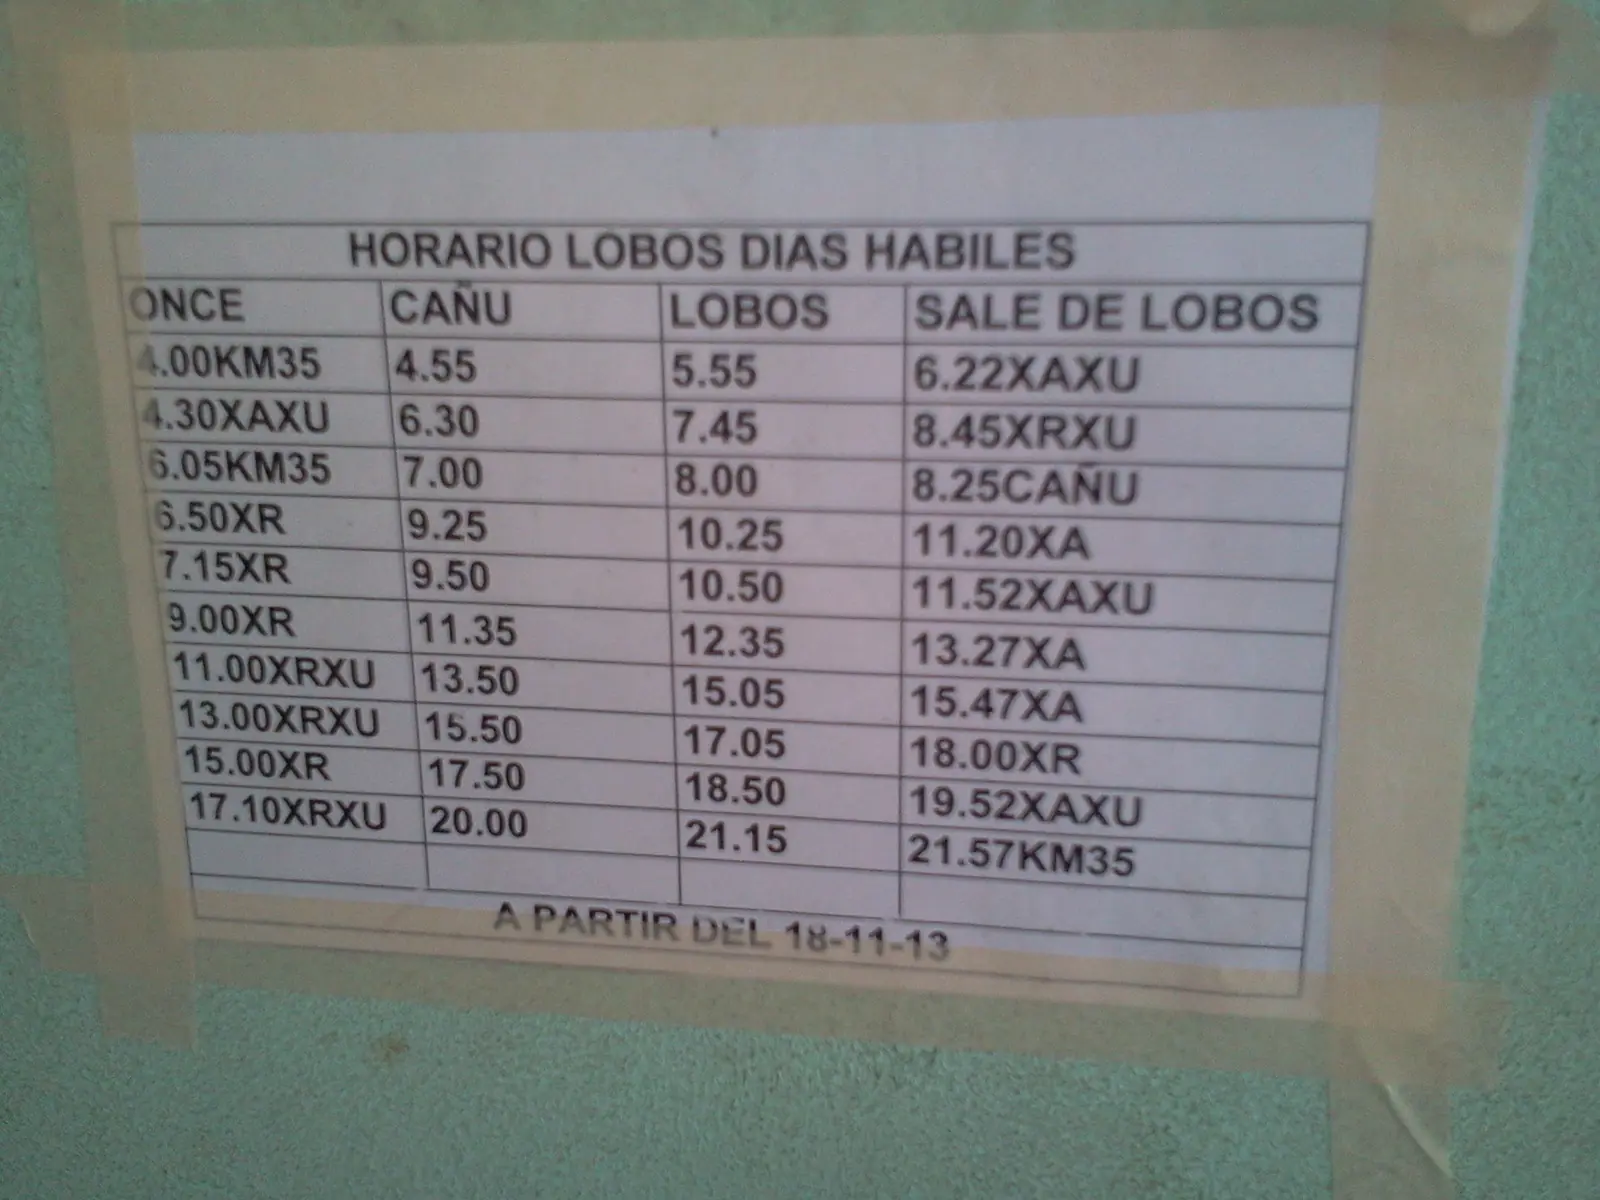 HORARIO LOBOS DIAS HABILES
ONCE CAÑU LOBOS SALE DE LOBOS
4.00KM35 4.55 5.55 6.22XAXU
4.30XAXU 6.30 7.45 8.45XRXU
6.05KM35 7.00 8.00 8.25CAÑU
6.50XR 9.25 10.25 11.20XA
7.15XR 9.50 10.50 11.52XAXU
9.00XR 11.35 12.35 13.27XA
11.00XRXU 13.50 15.05 15.47XA
13.00XRXU 15.50 17.05 18.00XR
15.00XR 17.50 18.50 19.52XAXU
17.10XRXU 20.00 21.15 21.57KM35
A PARTIR DEL 18-11-13